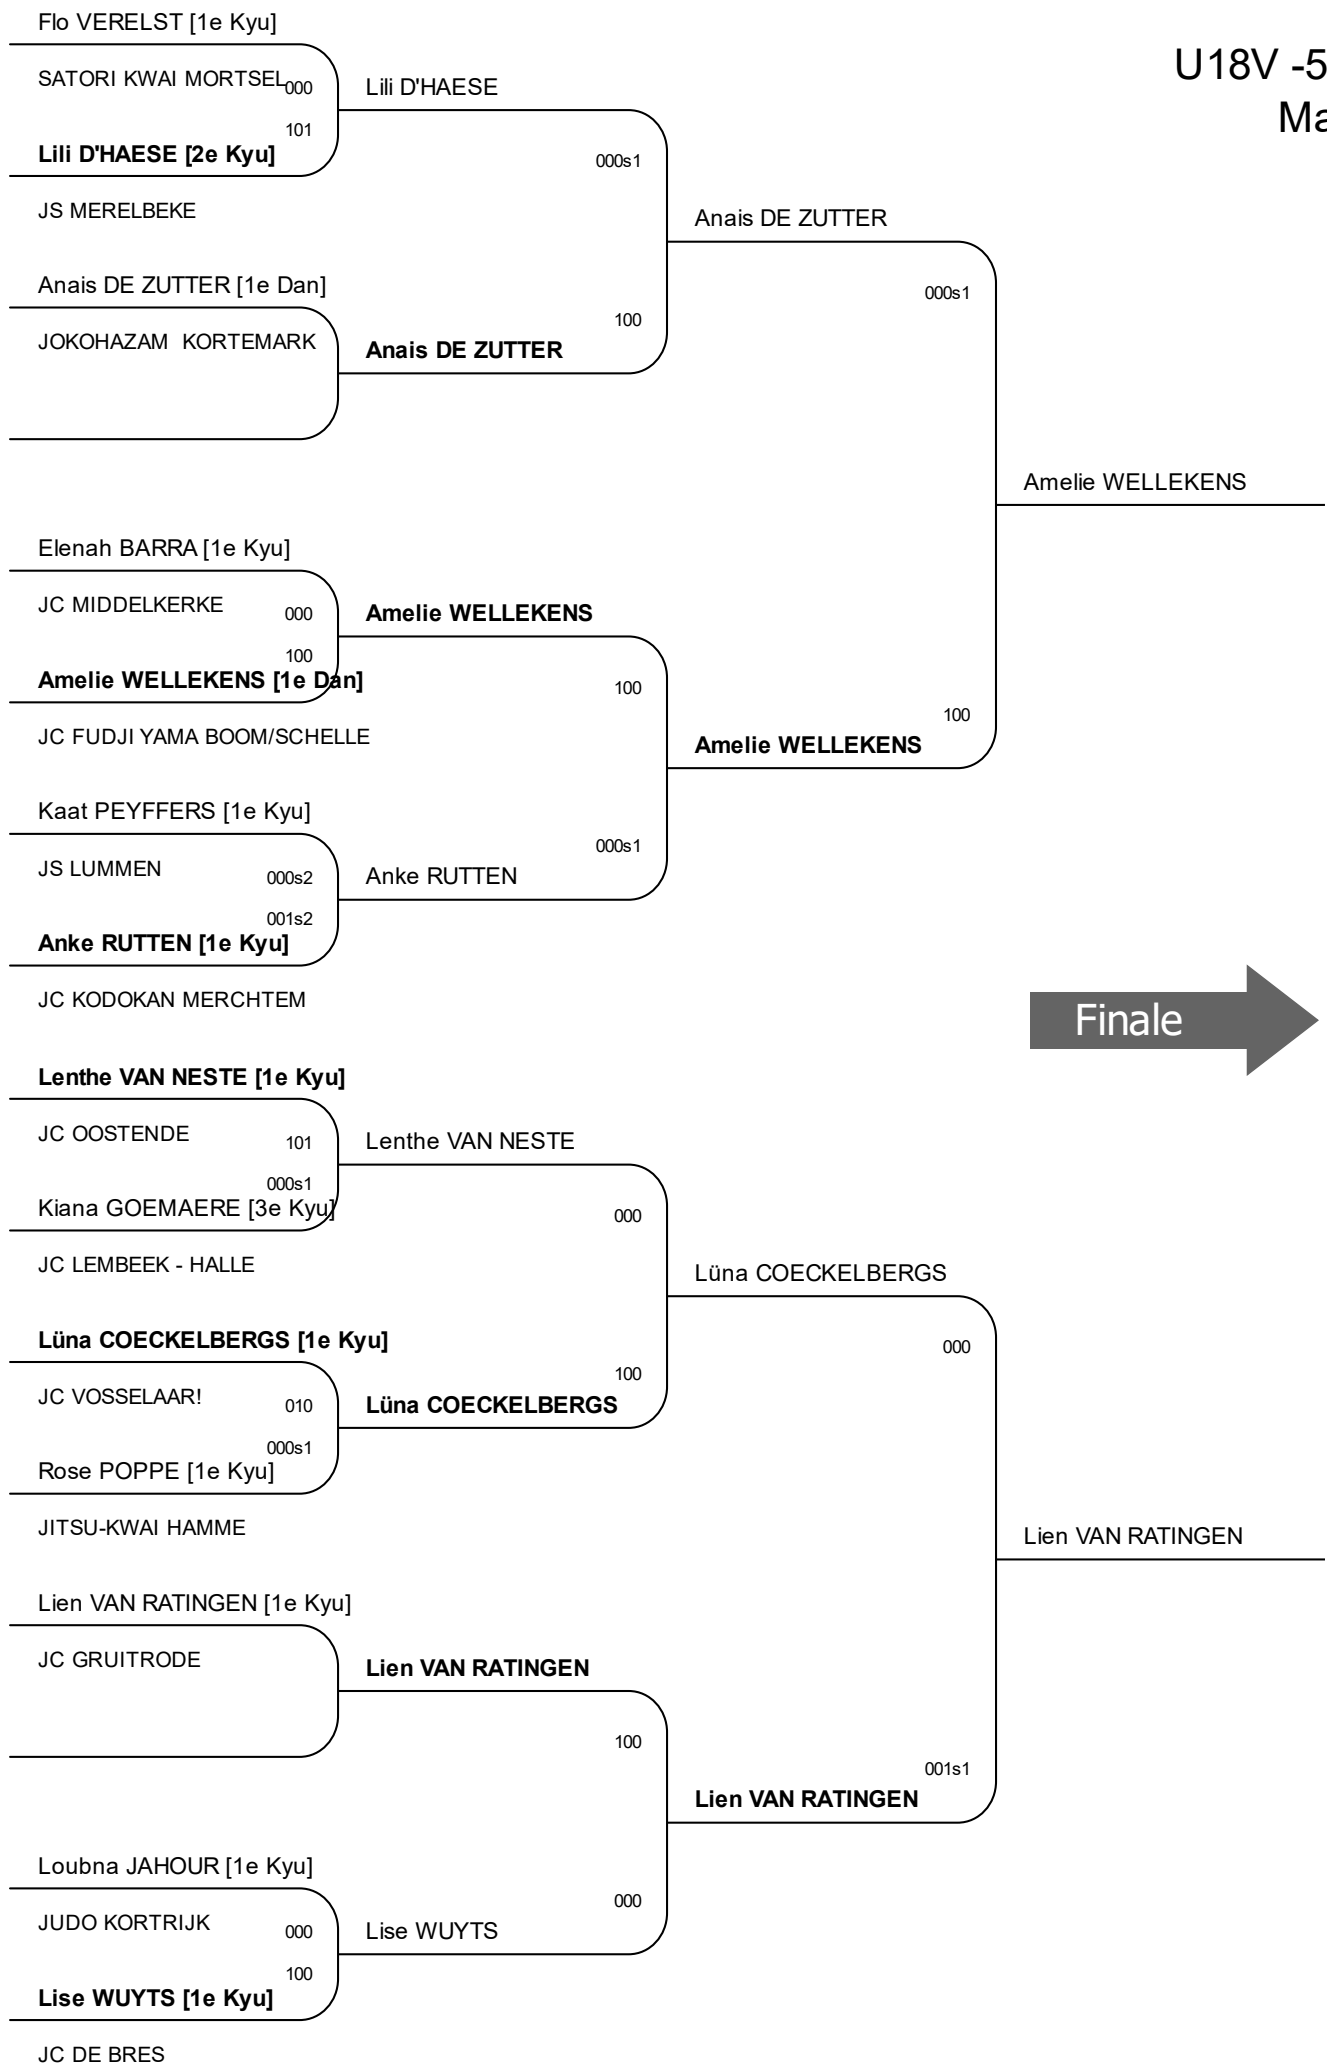 Flo VERELST [1e Kyu]
U18V -5
SATORI KWAI MORTSEL
000
Lili D'HAESE
Ma
101
Lili D'HAESE [2e Kyu]
000s1
JS MERELBEKE
Anais DE ZUTTER
Anais DE ZUTTER [1e Dan]
000s1
100
JOKOHAZAM KORTEMARK
Anais DE ZUTTER
Amelie WELLEKENS
Elenah BARRA [1e Kyu]
JC MIDDELKERKE
000
Amelie WELLEKENS
100
Amelie WELLEKENS [1e Dan]
100
100
JC FUDJI YAMA BOOM/SCHELLE
Amelie WELLEKENS
Kaat PEYFFERS [1e Kyu]
000s1
JS LUMMEN
000s2
Anke RUTTEN
001s2
Anke RUTTEN [1e Kyu]
JC KODOKAN MERCHTEM
Finale
Lenthe VAN NESTE [1e Kyu]
JC OOSTENDE
101
Lenthe VAN NESTE
000s1
Kiana GOEMAERE [3e Kyu]
000
JC LEMBEEK - HALLE
Lüna COECKELBERGS
Lüna COECKELBERGS [1e Kyu]
000
100
JC VOSSELAAR!
010
Lüna COECKELBERGS
000s1
Rose POPPE [1e Kyu]
JITSU-KWAI HAMME
Lien VAN RATINGEN
Lien VAN RATINGEN [1e Kyu]
JC GRUITRODE
Lien VAN RATINGEN
100
001s1
Lien VAN RATINGEN
Loubna JAHOUR [1e Kyu]
000
JUDO KORTRIJK
000
Lise WUYTS
100
Lise WUYTS [1e Kyu]
JC DE BRES